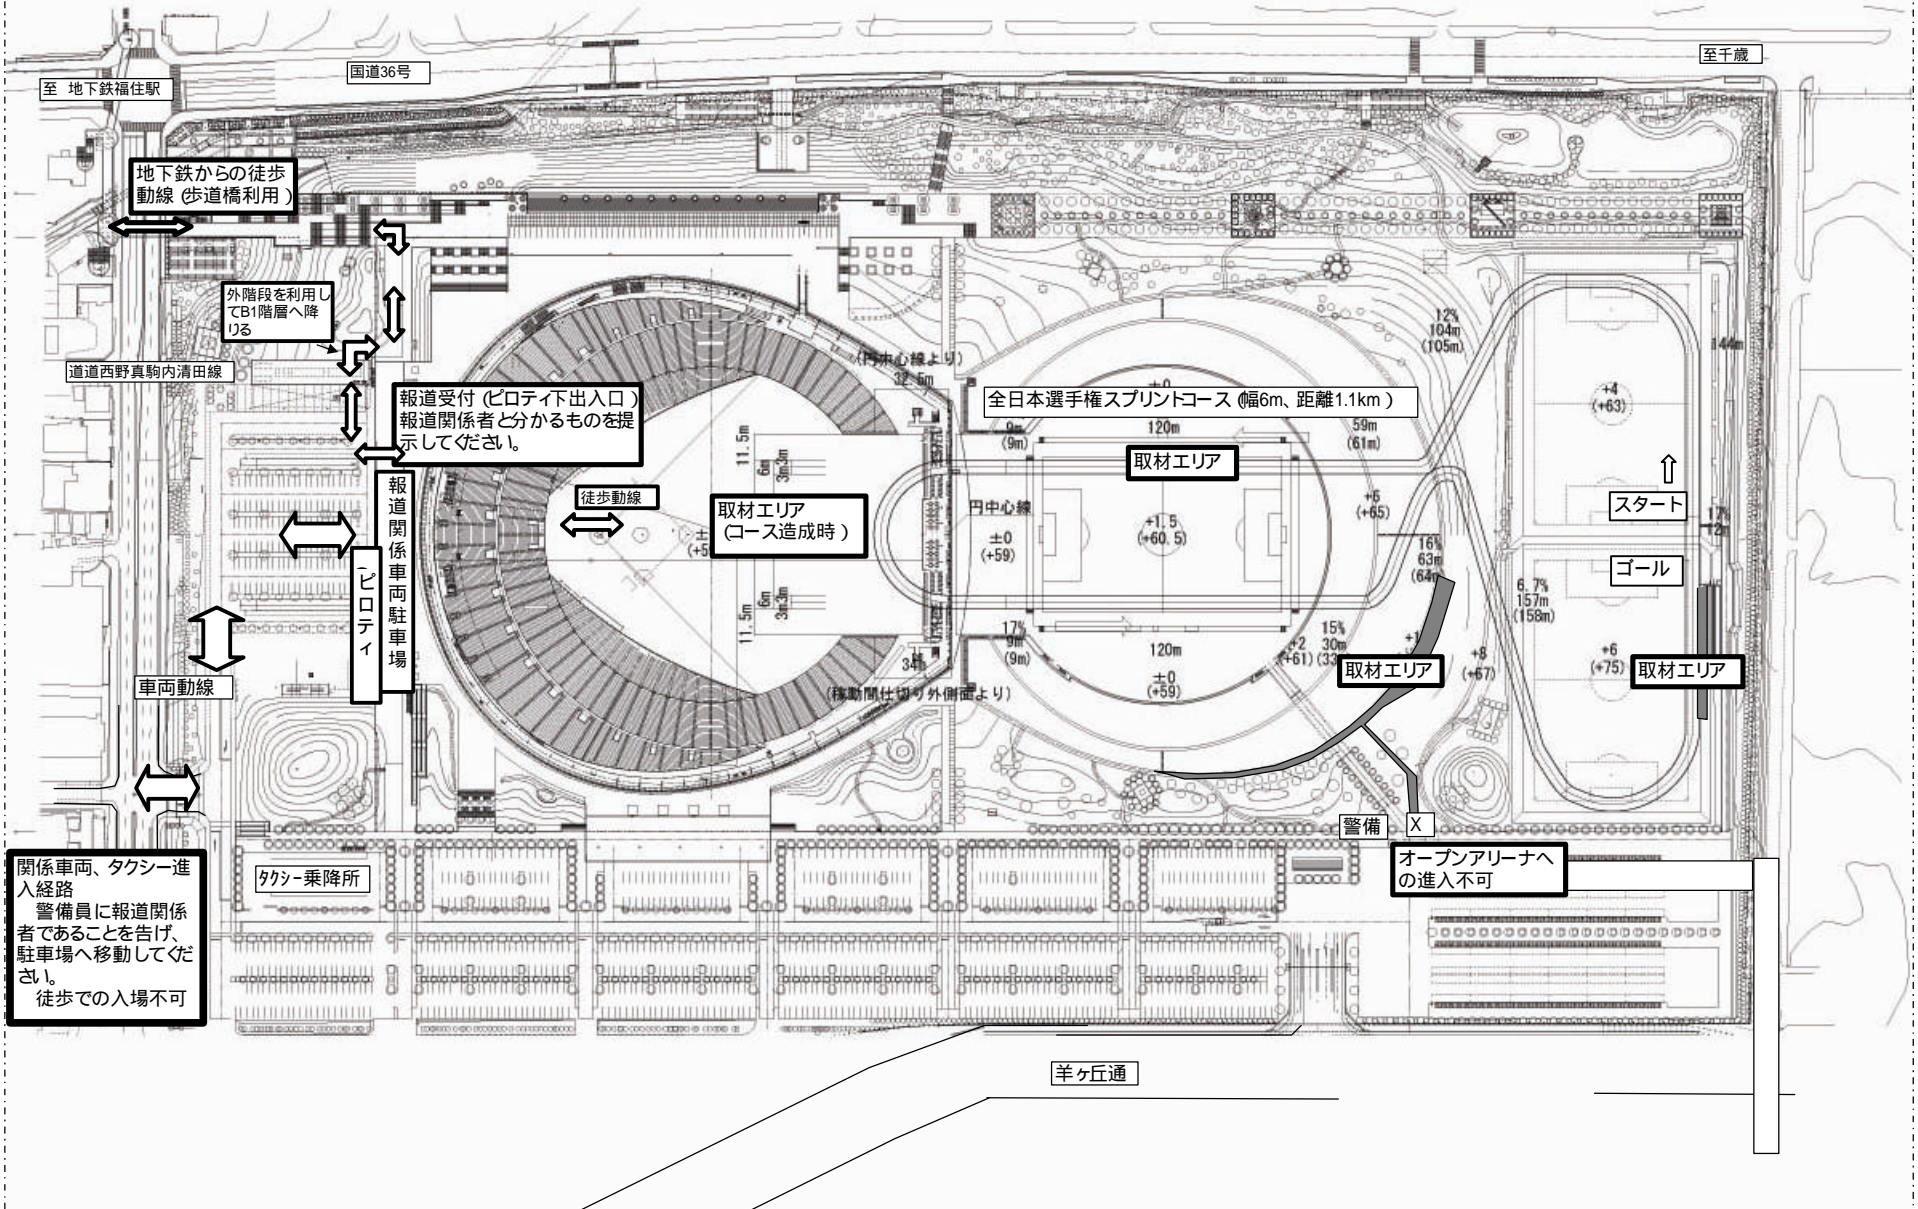 国道36号
至千歳
至 地下鉄福住駅
地下鉄からの徒歩
動線(歩道橋利用)
外階段を利用し
てB1階層へ降
りる
道道西野真駒内清田線
報道受付(ピロティ下出入口)
報道関係者と分かるものを提
示してください。
報道関係車両駐車場
(ピロティ
徒歩動線
取材エリア
(コース造成時)
車両動線
(円中心線より)
32.5m
11.5m
6m
3m3m
11.5m
6m
3m3m
34m
(稼動間仕切り外側面より)
全日本選手権スプリントコース(幅6m、距離1.1km)
±0
9m
(9m)
120m
59m
(61m)
12%
104m
(105m)
144m
取材エリア
円中心線
±0
(+59)
+1.5
(+60.5)
+6
(+65)
16%
63m
(64m)
17%
9m
(9m)
120m
±0
(+59)
+2
(+61)
15%
30m
+8
(+67)
取材エリア
+4
(+63)
スタート
17%
12m
ゴール
6.7%
157m
(158m)
+6
(+75)
取材エリア
警備
X
オープンアリーナへ
の進入不可
関係車両、タクシー進
入経路
警備員に報道関係
者であることを告げ、
駐車場へ移動してくだ
さい。
徒歩での入場不可
タクシー乗降所
羊ヶ丘通